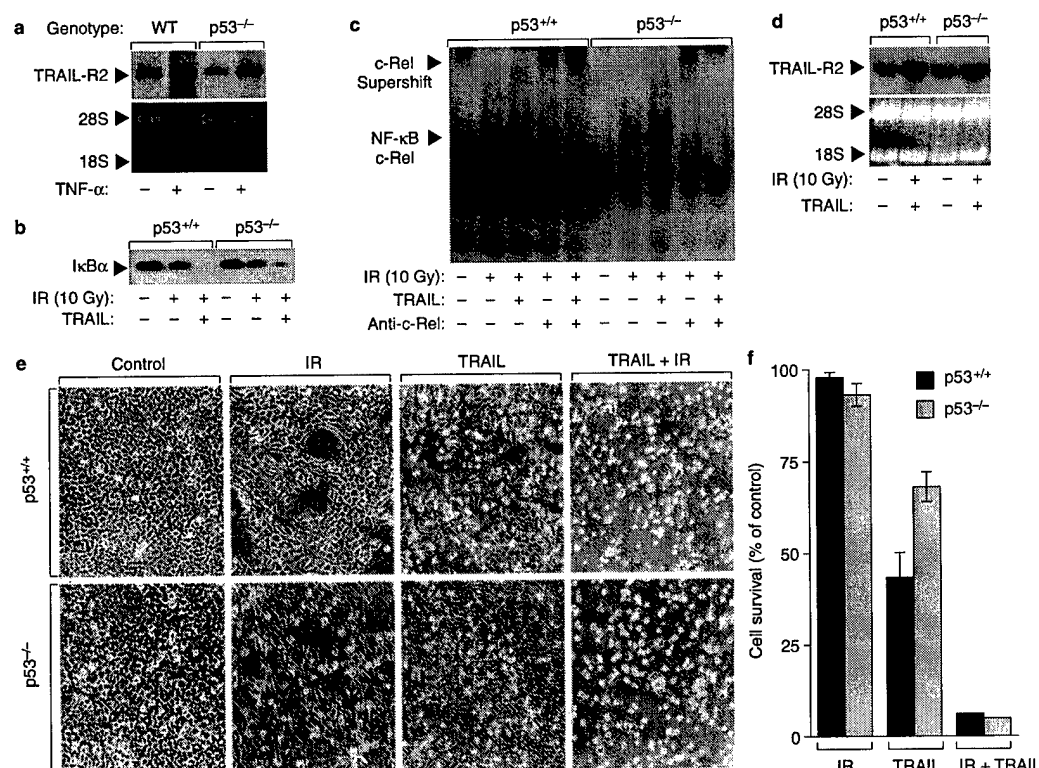 a
Genotype: WT p53–/–
TRAIL-R2
28S
18S
TNF-α: – + – +
b
p53+/+ p53–/–
IκBα
IR (10 Gy): – + + – + +
TRAIL: – – + – – +
c
p53+/+ p53–/–
c-Rel
Supershift
NF-κB
c-Rel
IR (10 Gy): – + + + + – + + + +
TRAIL: – – + – + – – + – +
Anti-c-Rel: – – – + + – – – + +
d
p53+/+ p53–/–
TRAIL-R2
28S
18S
IR (10 Gy): – + – +
TRAIL: – + – +
e
Control IR TRAIL TRAIL + IR
p53+/+
p53–/–
f
p53+/+
p53–/–
Cell survival (% of control)
100
75
50
25
0
IR TRAIL IR + TRAIL